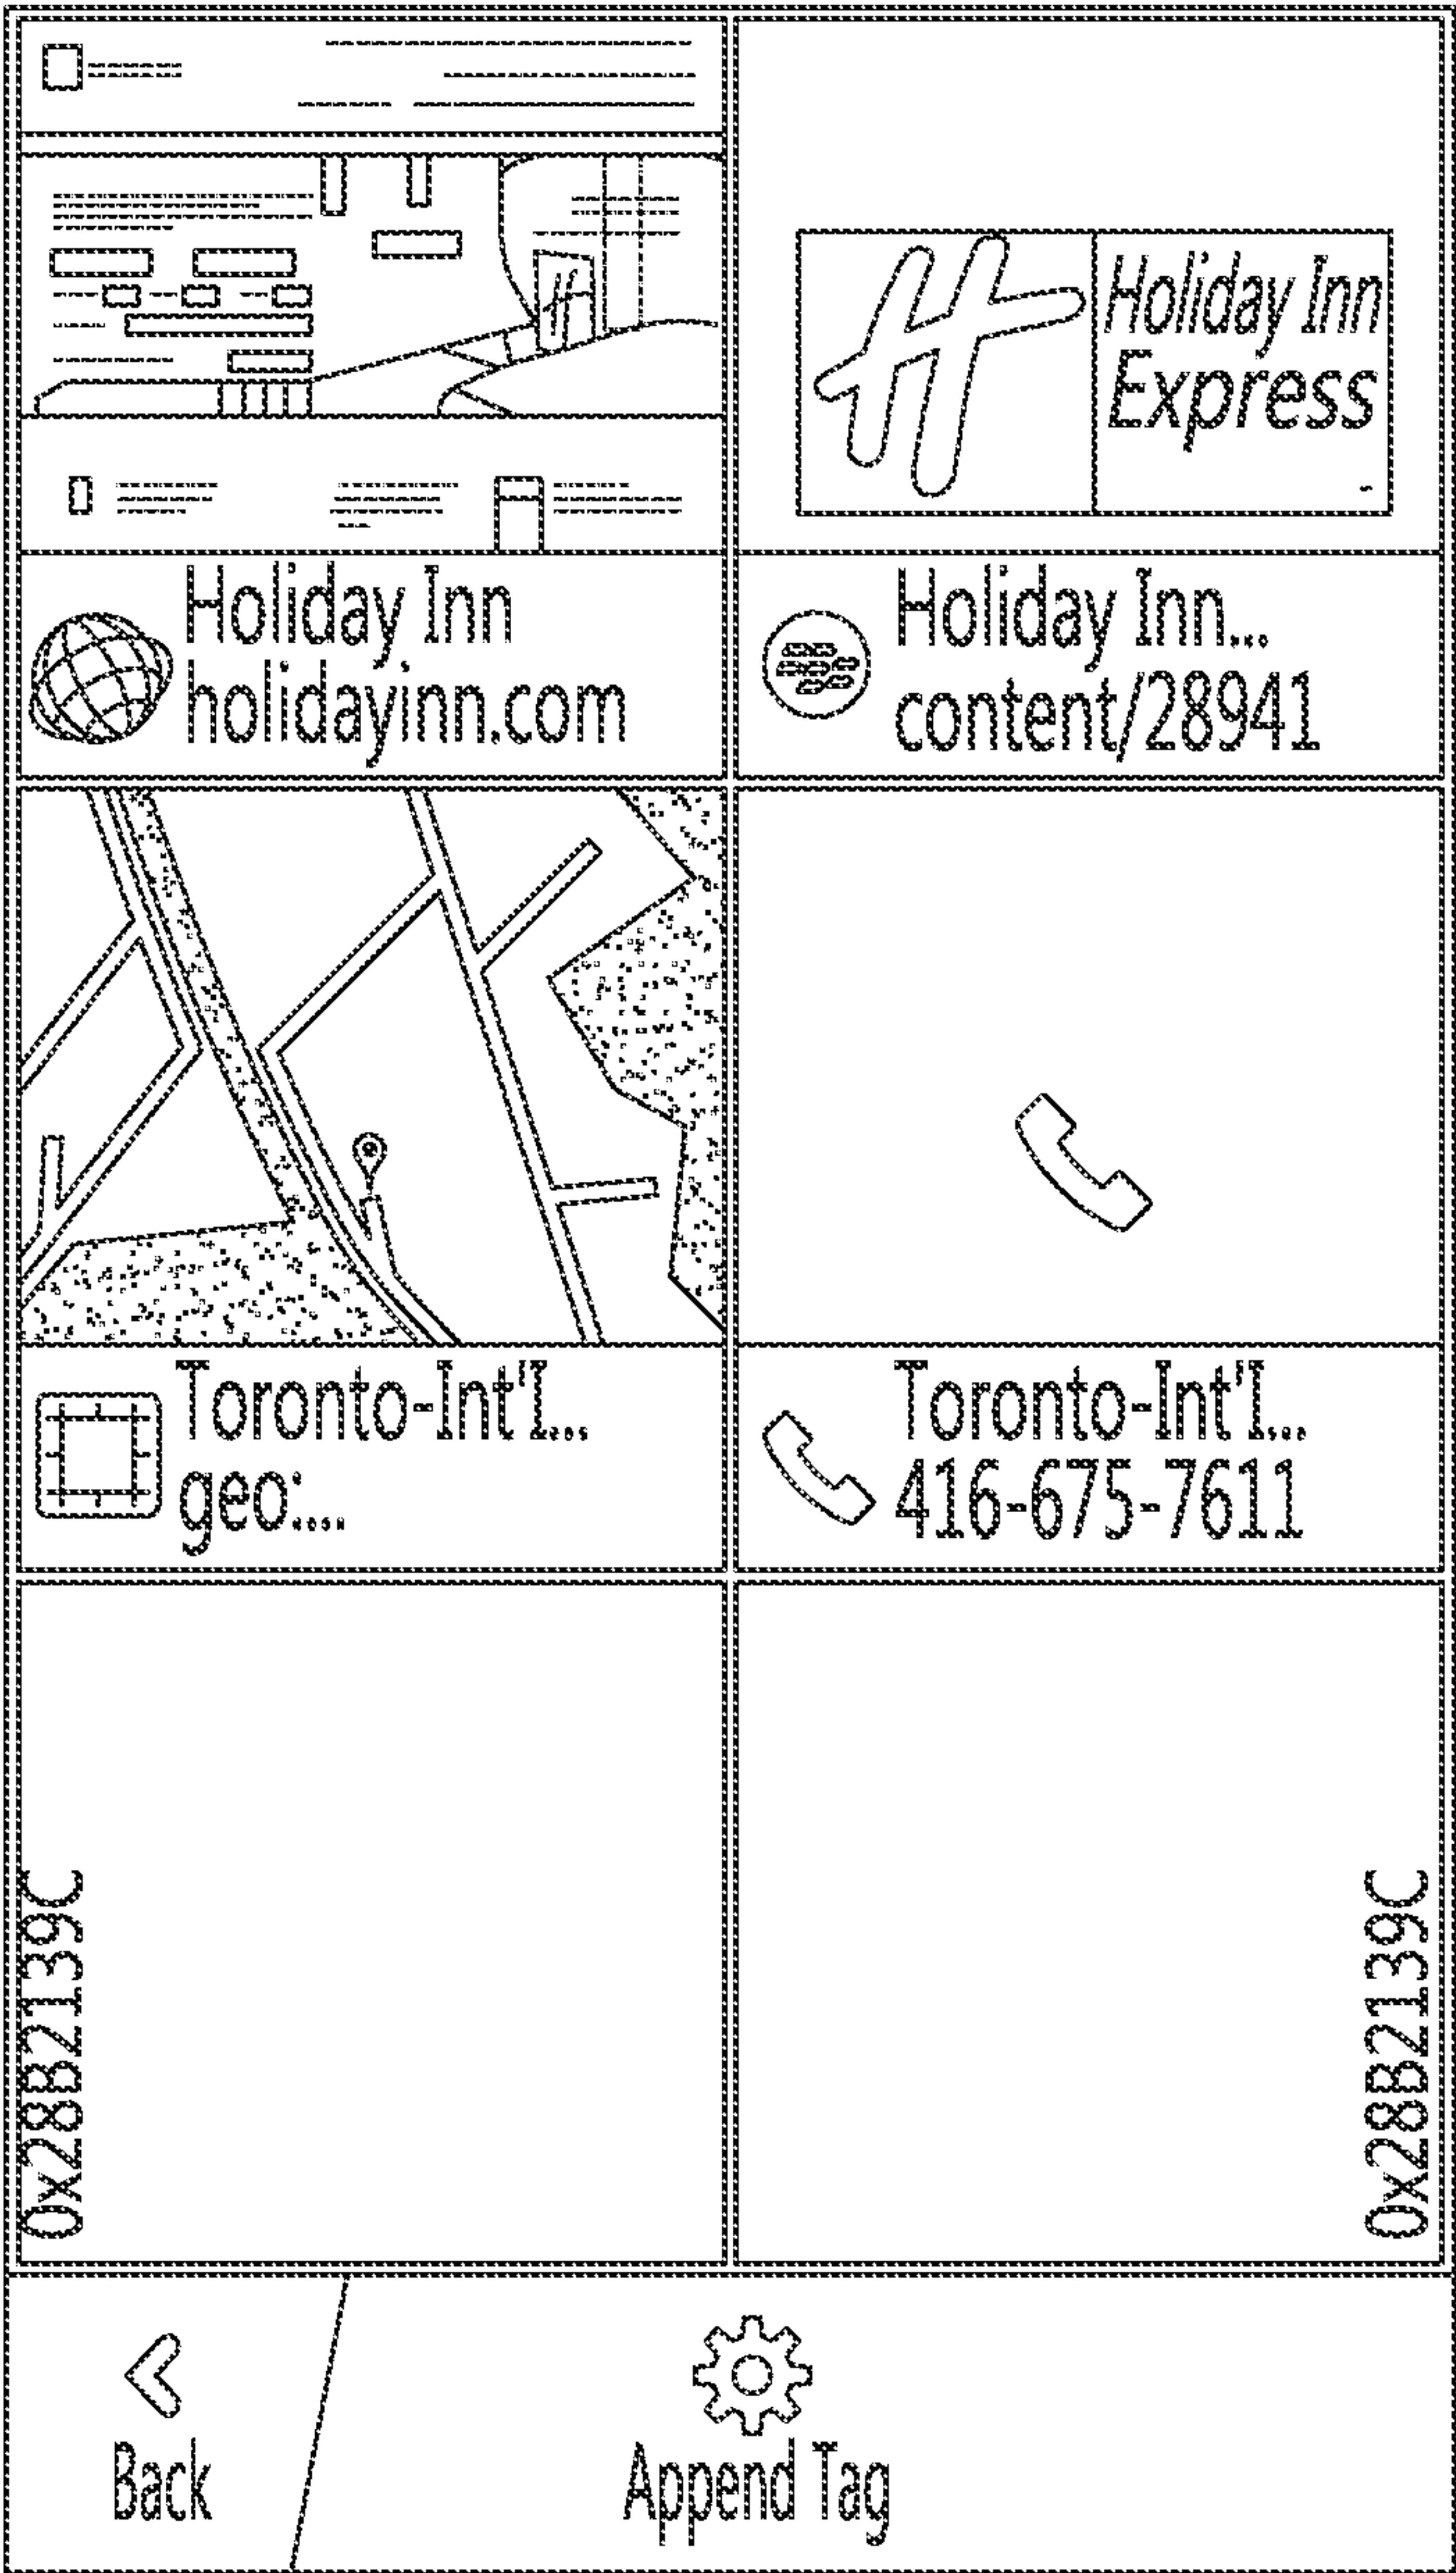 Holiday Inn
Express
Holiday Inn
holidayinn.com
Holiday Inn...
content/28941
Toronto-Int'I...
geo:...
Toronto-Int'I...
416-675-7611
0x28B2139C
0x28B2139C
Back
Append Tag